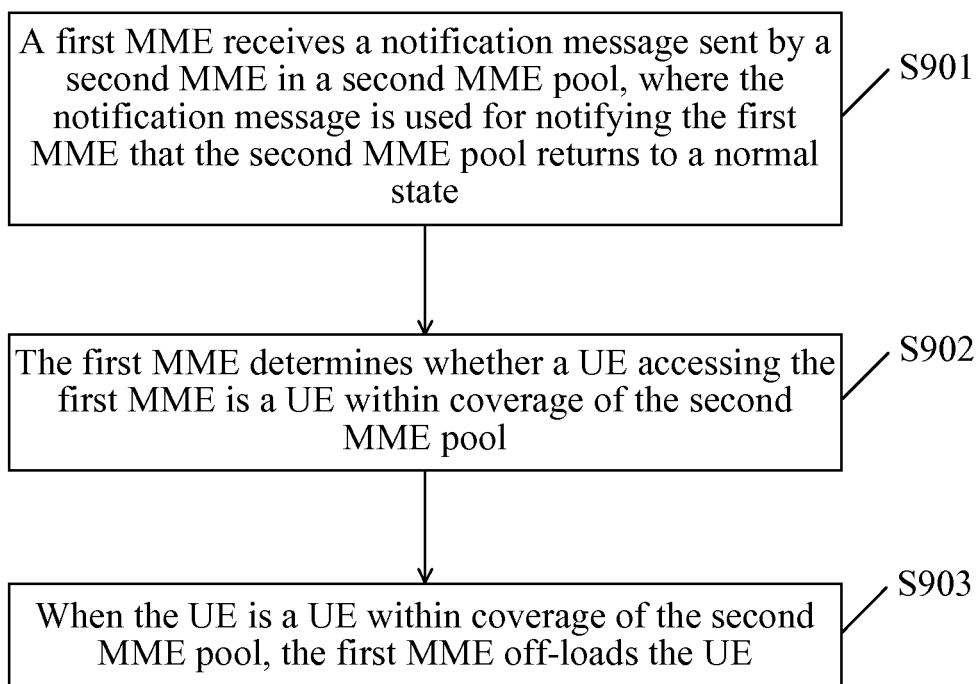 A first MME receives a notification message sent by a
second MME in a second MME pool, where the
notification message is used for notifying the first
MME that the second MME pool returns to a normal
state
S901
The first MME determines whether a UE accessing the
first MME is a UE within coverage of the second
MME pool
S902
When the UE is a UE within coverage of the second
MME pool, the first MME off-loads the UE
S903